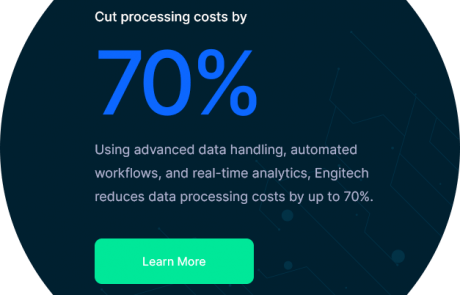 Cut processing costs by
70%
Using advanced data handling, automated
workflows, and real-time analytics, Engitech
reduces data processing costs by up to 70%.
Learn More